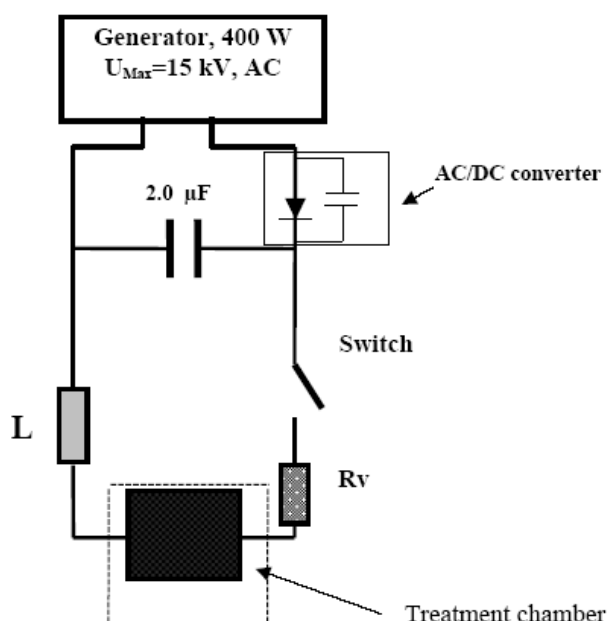 Generator, 400 W
UMax=15 kV, AC
AC/DC converter
2.0 µF
Switch
L
Rv
Treatment chamber